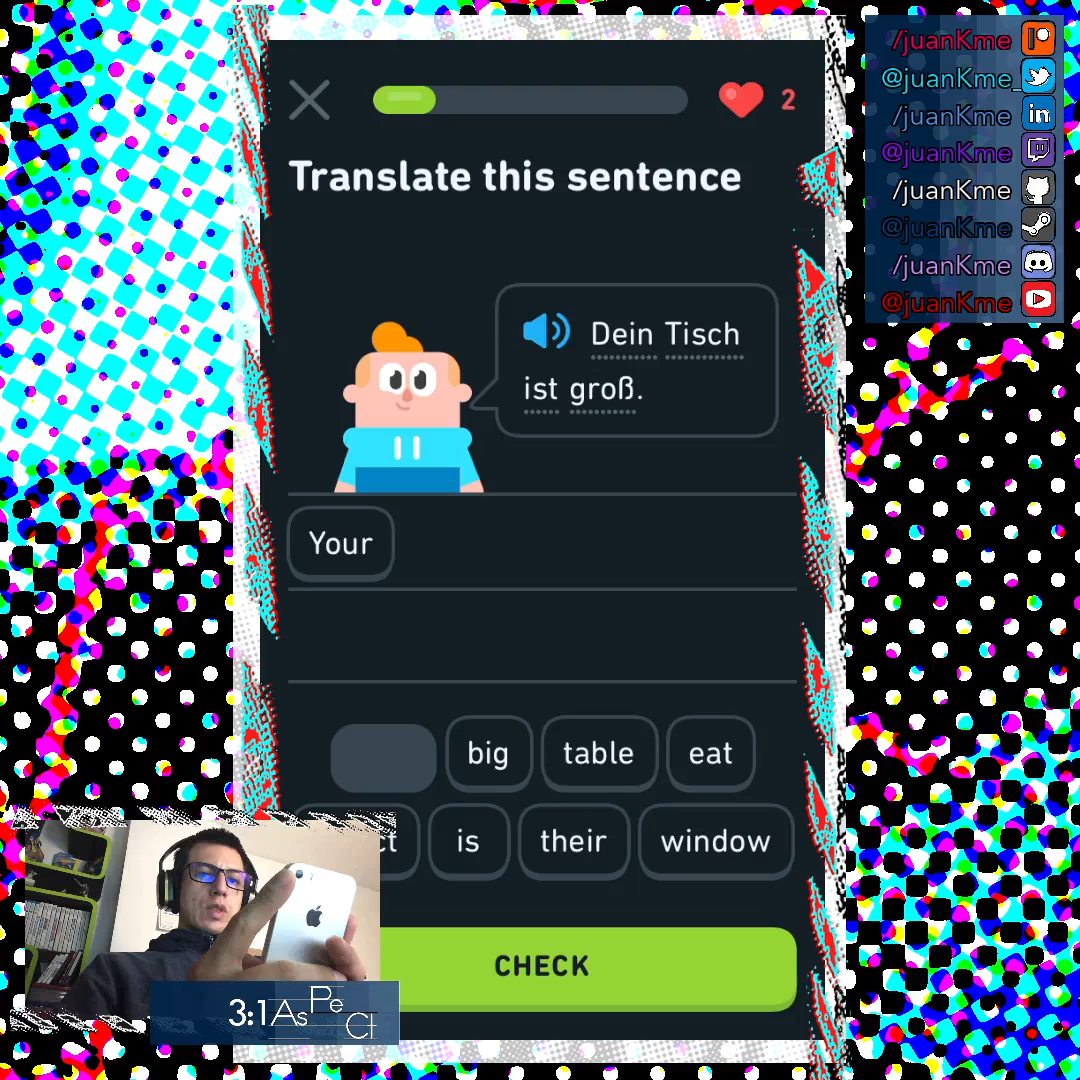 /juanKme
@juanKme_
/juanKme
@juanKme
/juanKme
@juanKme
/juanKme
@juanKme
2
Translate this sentence
Dein Tisch
ist groß.
Your
big table eat
is their window
CHECK
3:1 AsPeCt